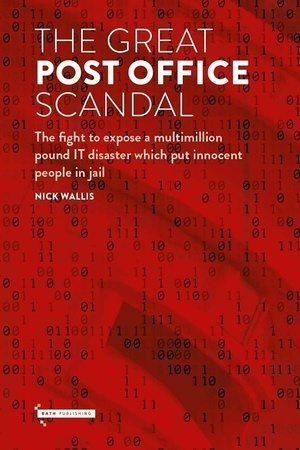 THE GREAT
POST OFFICE
SCANDAL
The fight to expose a multimillion
pound IT disaster which put innocent
people in jail
NICK WALLIS
BATH PUBLISHING